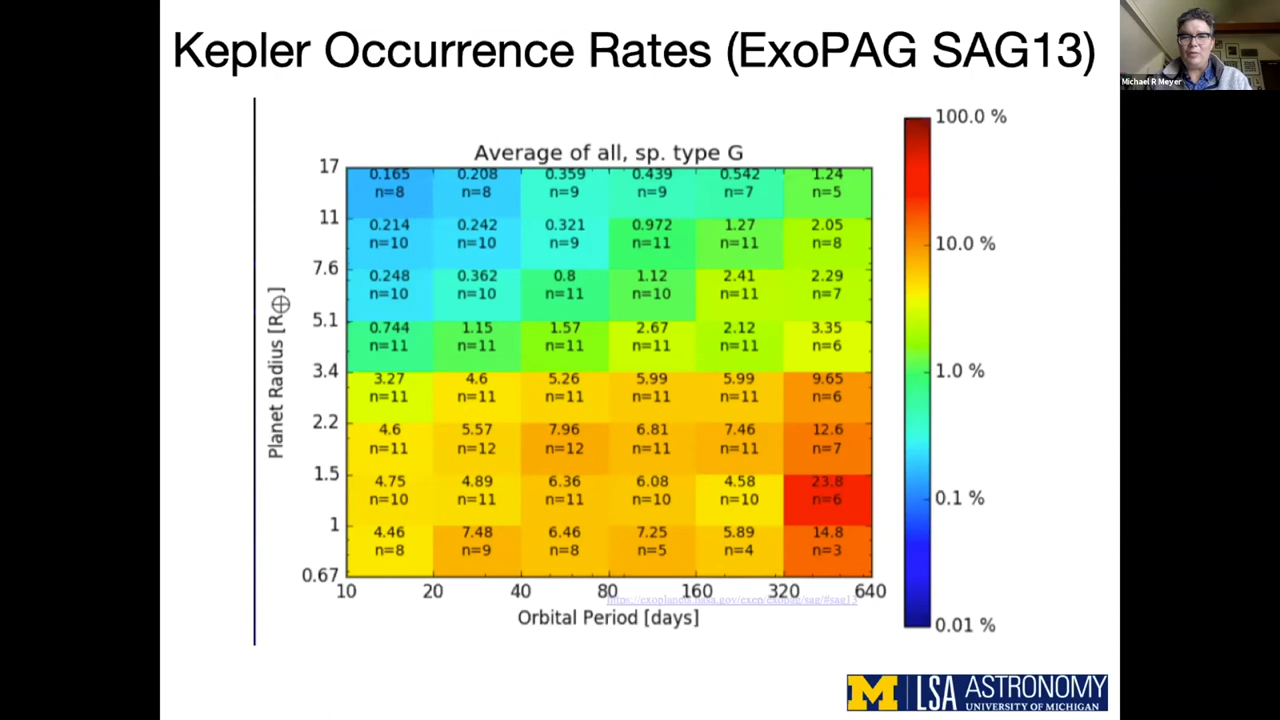 Kepler Occurrence Rates (ExoPAG SAG13)
Michael R Meyer
Average of all, sp. type G
100.0 %
10.0 %
1.0 %
0.1 %
0.01 %
Planet Radius [R⊕]
17
0.165 0.208 0.359 0.439 0.542 1.24
n=8 n=8 n=9 n=9 n=7 n=5
11
0.214 0.242 0.321 0.972 1.27 2.05
n=10 n=10 n=9 n=11 n=11 n=8
7.6
0.248 0.362 0.8 1.12 2.41 2.29
n=10 n=10 n=11 n=10 n=11 n=7
5.1
0.744 1.15 1.57 2.67 2.12 3.35
n=11 n=11 n=11 n=11 n=11 n=6
3.4
3.27 4.6 5.26 5.99 5.99 9.65
n=11 n=11 n=11 n=11 n=11 n=6
2.2
4.6 5.57 7.96 6.81 7.46 12.6
n=11 n=12 n=12 n=11 n=11 n=7
1.5
4.75 4.89 6.36 6.08 4.58 23.8
n=10 n=11 n=11 n=10 n=10 n=6
1
4.46 7.48 6.46 7.25 5.89 14.8
n=8 n=9 n=8 n=5 n=4 n=3
0.67
10 20 40 80 160 320 640
https://exoplanets.nasa.gov/exep/exopag/sag/#sag13
Orbital Period [days]
M LSA ASTRONOMY
UNIVERSITY OF MICHIGAN